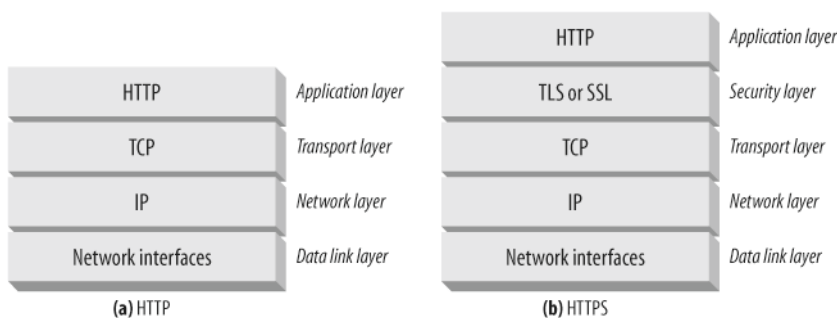 HTTP Application layer
TLS or SSL Security layer
HTTP Application layer
TCP Transport layer
TCP Transport layer
IP Network layer
IP Network layer
Network interfaces Data link layer
Network interfaces Data link layer
(a) HTTP
(b) HTTPS